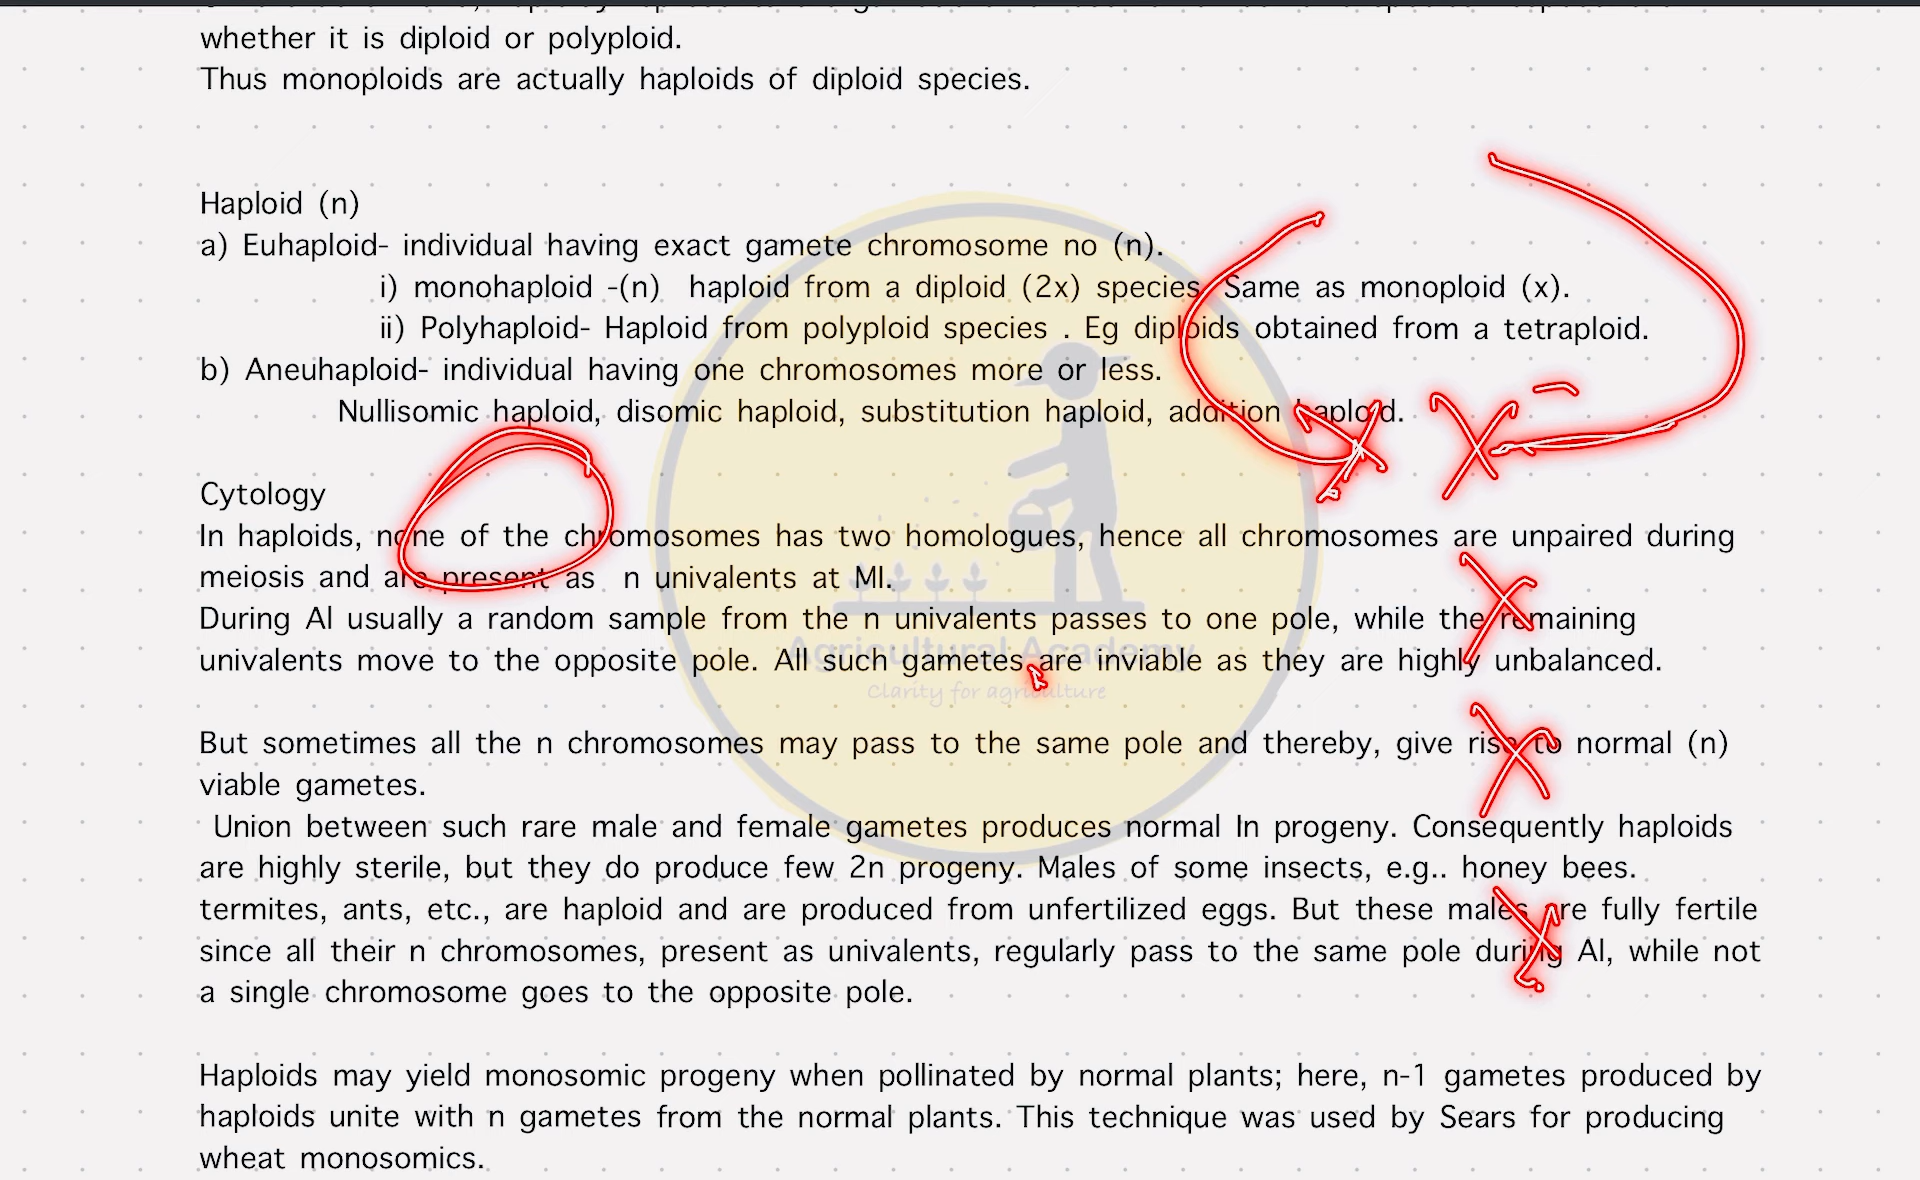 whether it is diploid or polyploid.
Thus monoploids are actually haploids of diploid species.
Haploid (n)
a) Euhaploid- individual having exact gamete chromosome no (n).
i) monohaploid -(n) haploid from a diploid (2x) species. Same as monoploid (x).
ii) Polyhaploid- Haploid from polyploid species . Eg diploids obtained from a tetraploid.
b) Aneuhaploid- individual having one chromosomes more or less.
Nullisomic haploid, disomic haploid, substitution haploid, addition haploid.
Cytology
In haploids, none of the chromosomes has two homologues, hence all chromosomes are unpaired during
meiosis and are present as n univalents at MI.
During AI usually a random sample from the n univalents passes to one pole, while the remaining
univalents move to the opposite pole. All such gametes are inviable as they are highly unbalanced.
Agricultural Academy
Clarity for agriculture
But sometimes all the n chromosomes may pass to the same pole and thereby, give rise to normal (n)
viable gametes.
Union between such rare male and female gametes produces normal In progeny. Consequently haploids
are highly sterile, but they do produce few 2n progeny. Males of some insects, e.g.. honey bees.
termites, ants, etc., are haploid and are produced from unfertilized eggs. But these males are fully fertile
since all their n chromosomes, present as univalents, regularly pass to the same pole during AI, while not
a single chromosome goes to the opposite pole.
Haploids may yield monosomic progeny when pollinated by normal plants; here, n-1 gametes produced by
haploids unite with n gametes from the normal plants. This technique was used by Sears for producing
wheat monosomics.